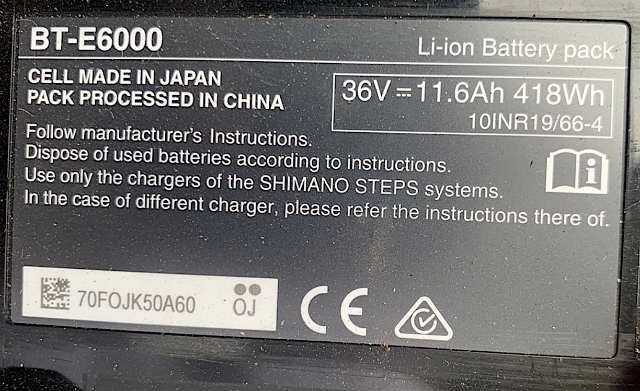 BT-E6000
Li-ion Battery pack
CELL MADE IN JAPAN
PACK PROCESSED IN CHINA
36V⎓11.6Ah 418Wh
10INR19/66-4
Follow manufacturer's Instructions.
Dispose of used batteries according to instructions.
Use only the chargers of the SHIMANO STEPS systems.
In the case of different charger, please refer the instructions there of.
70FOJK50A60
OJ
CE